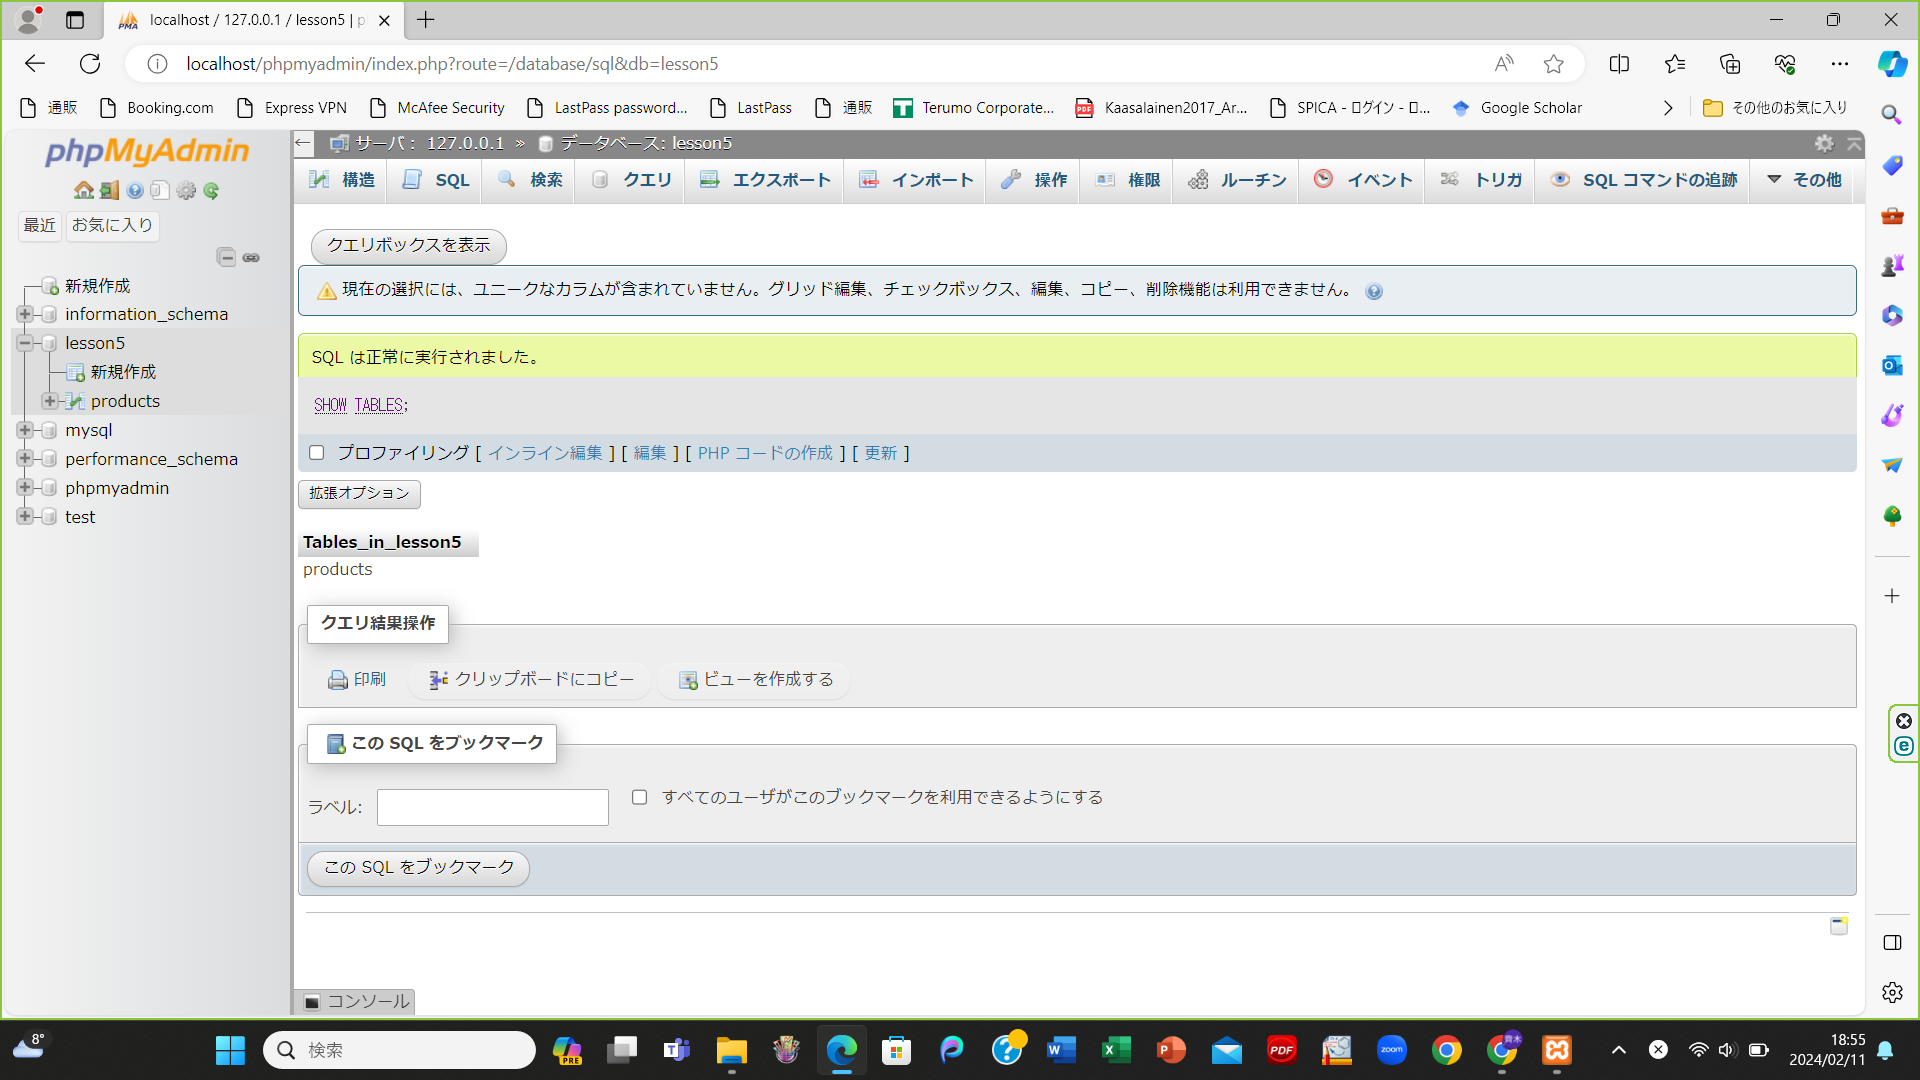 localhost / 127.0.0.1 / lesson5 | p
localhost/phpmyadmin/index.php?route=/database/sql&db=lesson5
通販 Booking.com Express VPN McAfee Security LastPass password... LastPass 通販 Terumo Corporate... Kaasalainen2017_Ar... SPICA - ログイン - ロ... Google Scholar その他のお気に入り
phpMyAdmin
最近 お気に入り
新規作成
information_schema
lesson5
新規作成
products
mysql
performance_schema
phpmyadmin
test
サーバ： 127.0.0.1 » データベース: lesson5
構造 SQL 検索 クエリ エクスポート インポート 操作 権限 ルーチン イベント トリガ SQL コマンドの追跡 その他
クエリボックスを表示
現在の選択には、ユニークなカラムが含まれていません。グリッド編集、チェックボックス、編集、コピー、削除機能は利用できません。
SQL は正常に実行されました。
SHOW TABLES;
プロファイリング [ インライン編集 ] [ 編集 ] [ PHP コードの作成 ] [ 更新 ]
拡張オプション
Tables_in_lesson5
products
クエリ結果操作
印刷 クリップボードにコピー ビューを作成する
この SQL をブックマーク
ラベル: すべてのユーザがこのブックマークを利用できるようにする
この SQL をブックマーク
コンソール
8° 検索 PRE PDF zoom 18:55
2024/02/11